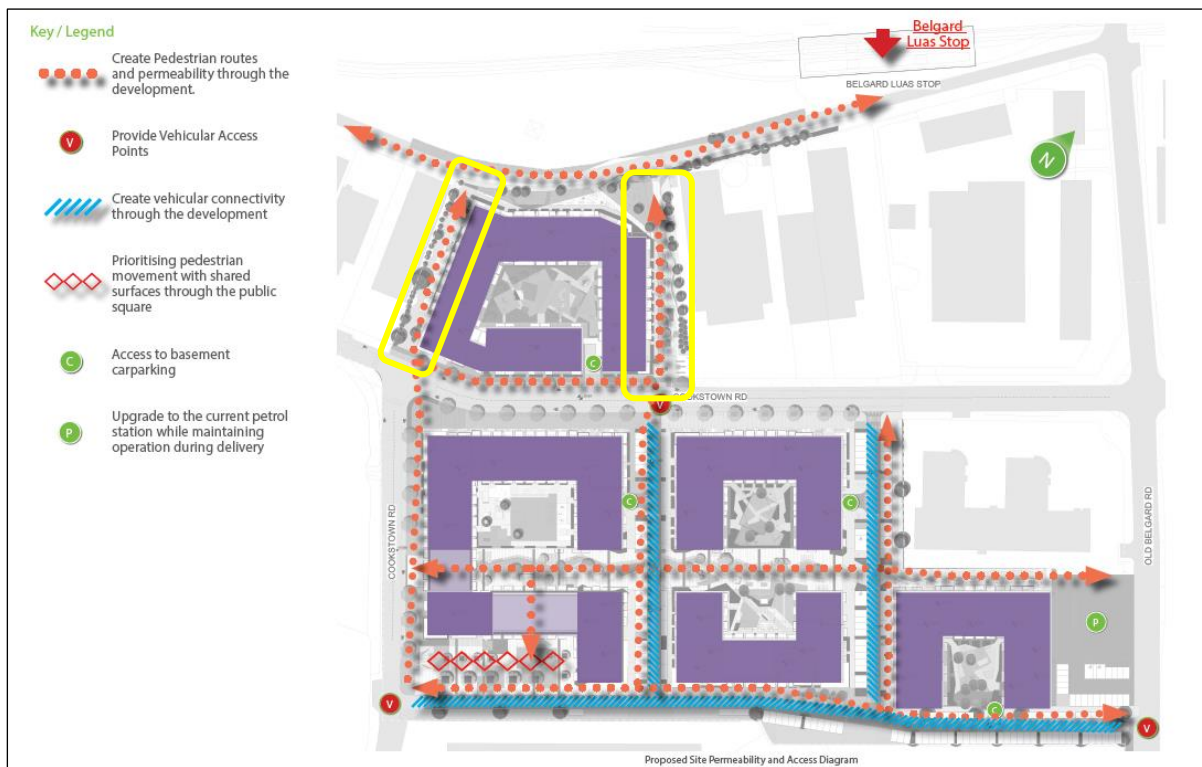 Key / Legend
Create Pedestrian routes
and permeability through the
development.
V
Provide Vehicular Access
Points
Create vehicular connectivity
through the development
Prioritising pedestrian
movement with shared
surfaces through the public
square
C
Access to basement
carparking
P
Upgrade to the current petrol
station while maintaining
operation during delivery
Belgard
Luas Stop
BELGARD LUAS STOP
N
C
COOKSTOWN RD
V
C
C
COOKSTOWN RD
OLD BELGARD RD
P
V
C
V
Proposed Site Permeability and Access Diagram